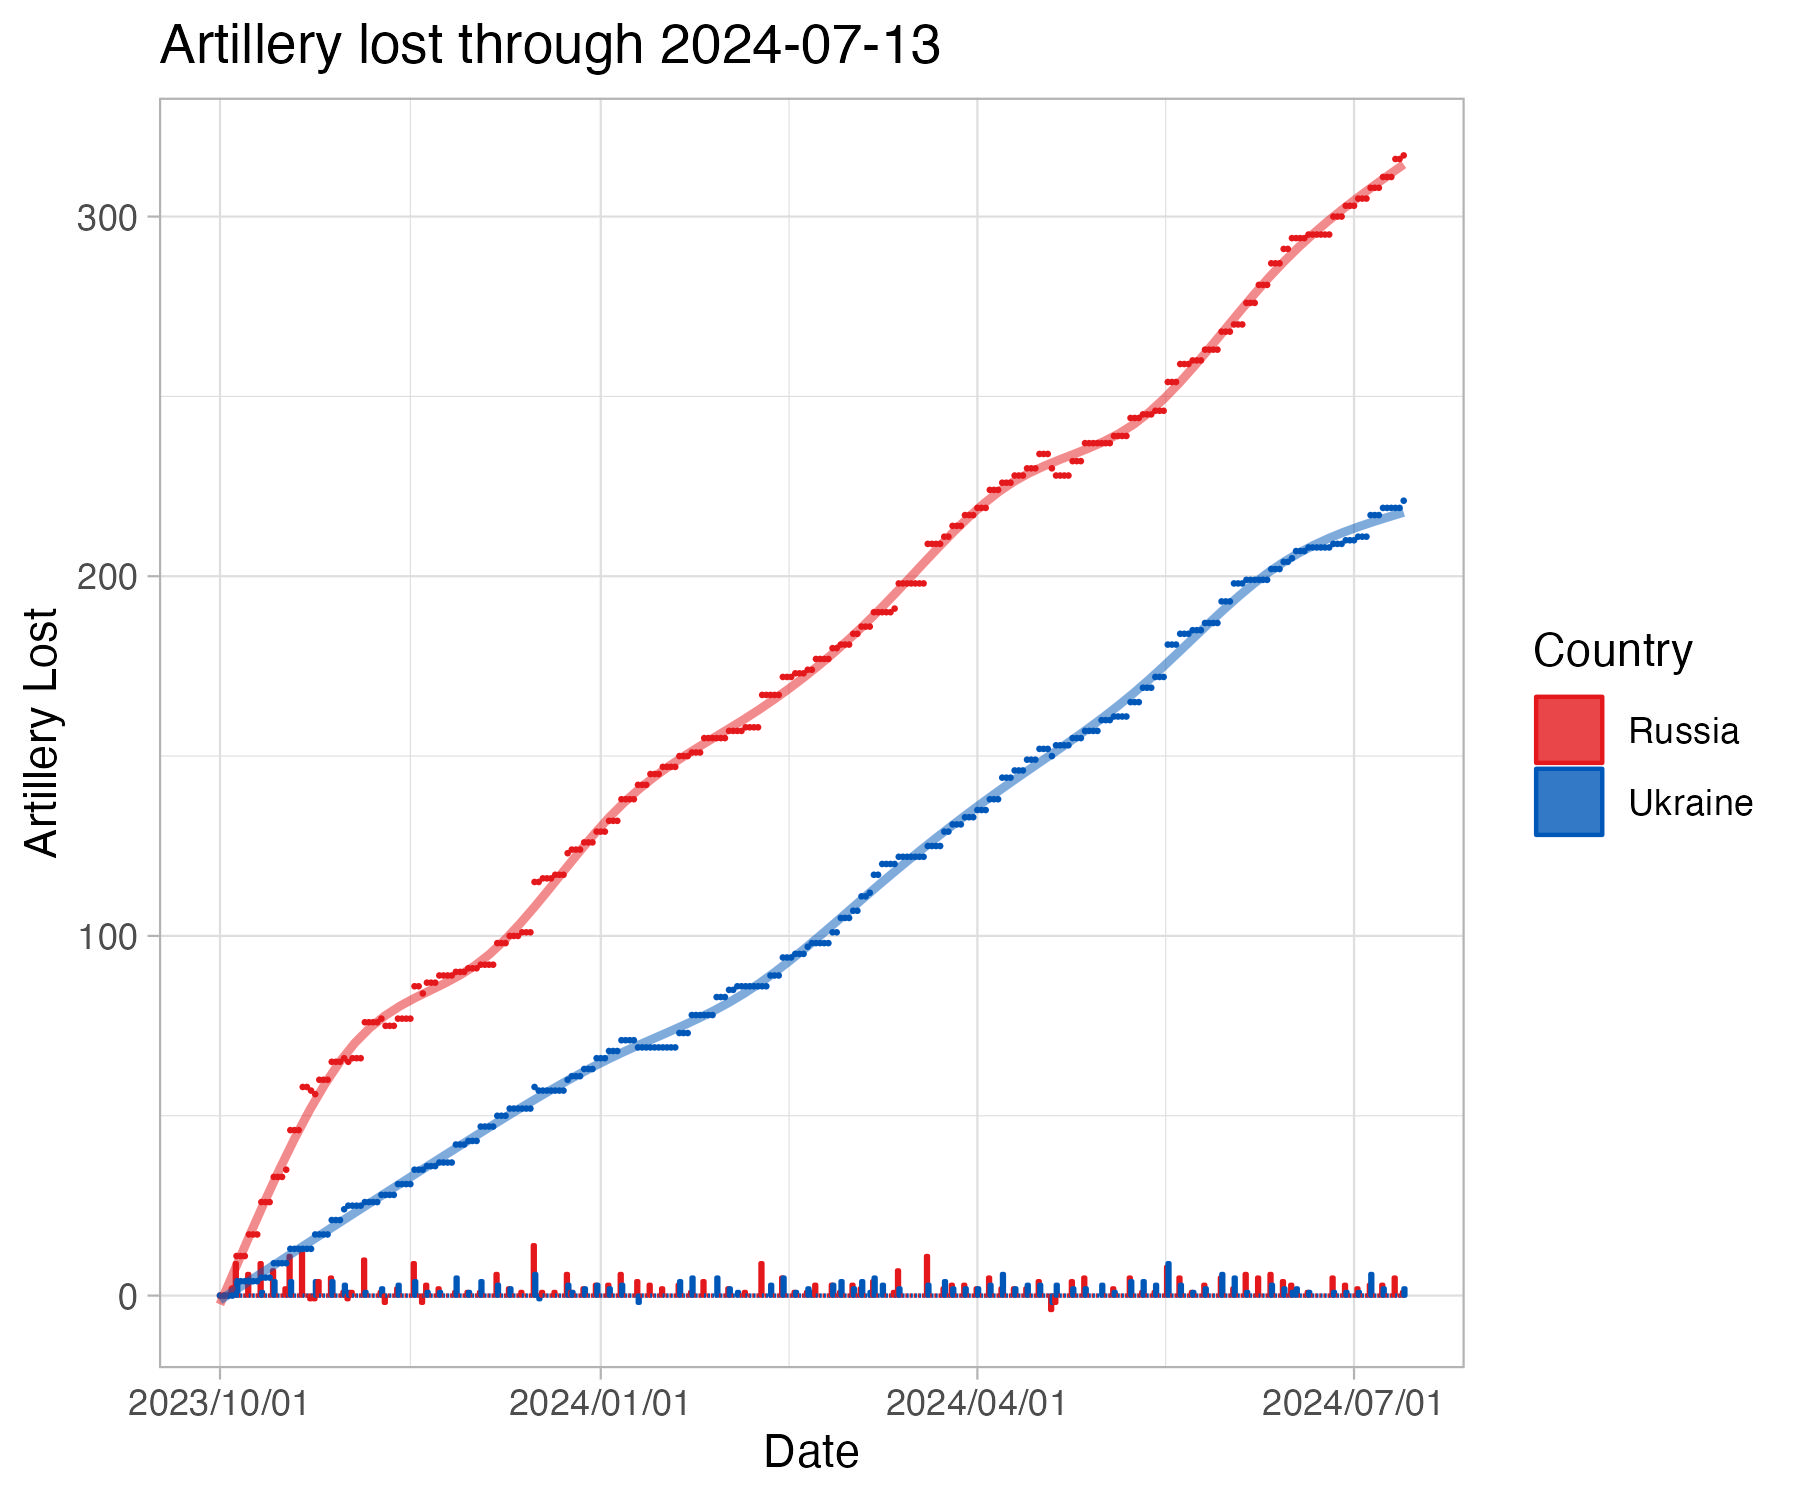 Artillery lost through 2024-07-13
Artillery Lost
300
200
100
0
2023/10/01
2024/01/01
2024/04/01
2024/07/01
Date
Country
Russia
Ukraine